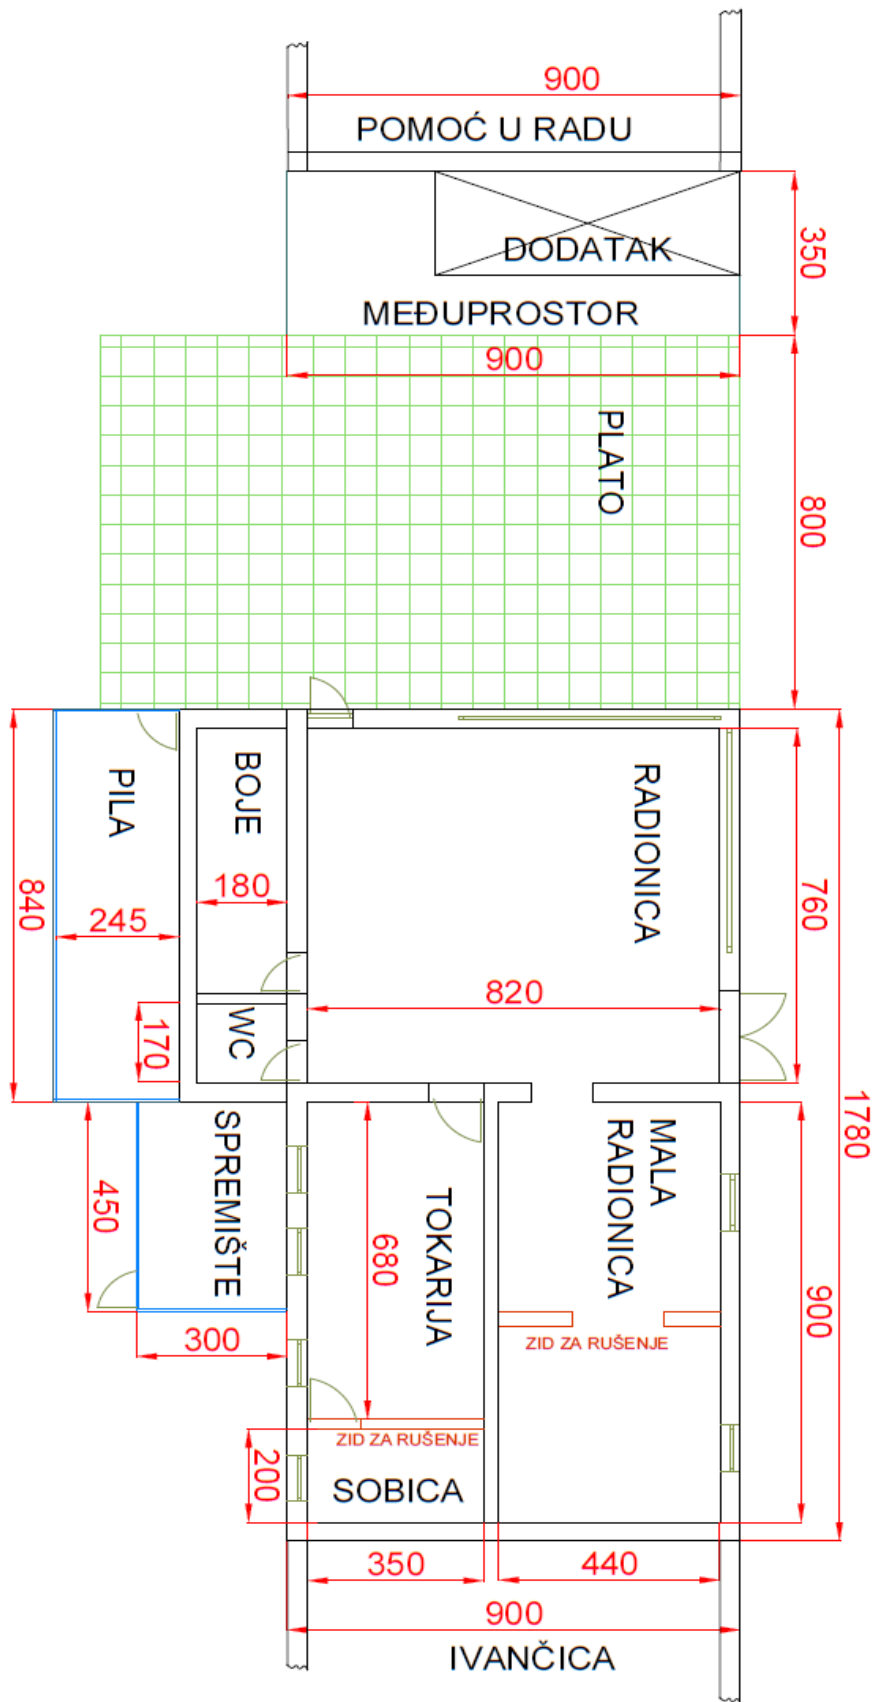 900
POMOĆ U RADU
350
DODATAK
MEĐUPROSTOR
900
PLATO
800
RADIONICA
BOJE
PILA
760
840
180
245
820
WC
170
1780
SPREMIŠTE
MALA
RADIONICA
TOKARIJA
450
680
900
300
ZID ZA RUŠENJE
ZID ZA RUŠENJE
200
SOBICA
350
440
900
IVANČICA